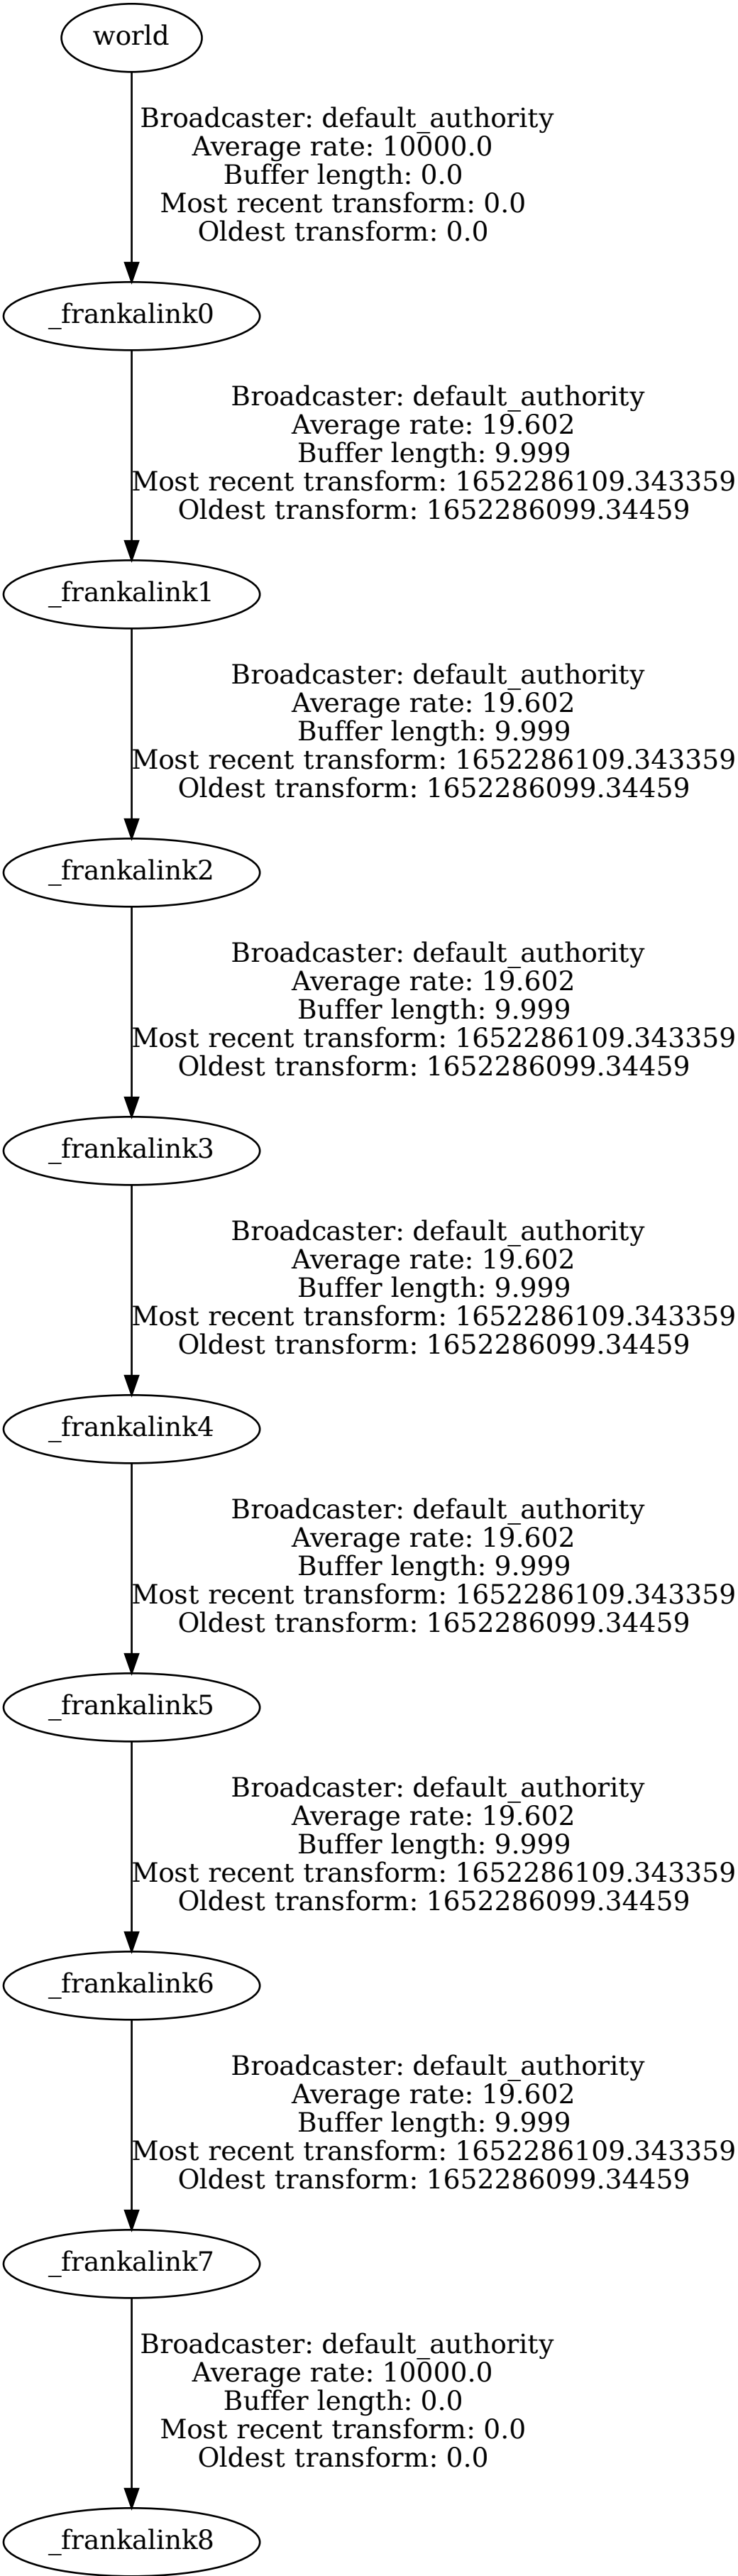 world
Broadcaster: default_authority
Average rate: 10000.0
Buffer length: 0.0
Most recent transform: 0.0
Oldest transform: 0.0
_frankalink0
Broadcaster: default_authority
Average rate: 19.602
Buffer length: 9.999
Most recent transform: 1652286109.343359
Oldest transform: 1652286099.34459
_frankalink1
Broadcaster: default_authority
Average rate: 19.602
Buffer length: 9.999
Most recent transform: 1652286109.343359
Oldest transform: 1652286099.34459
_frankalink2
Broadcaster: default_authority
Average rate: 19.602
Buffer length: 9.999
Most recent transform: 1652286109.343359
Oldest transform: 1652286099.34459
_frankalink3
Broadcaster: default_authority
Average rate: 19.602
Buffer length: 9.999
Most recent transform: 1652286109.343359
Oldest transform: 1652286099.34459
_frankalink4
Broadcaster: default_authority
Average rate: 19.602
Buffer length: 9.999
Most recent transform: 1652286109.343359
Oldest transform: 1652286099.34459
_frankalink5
Broadcaster: default_authority
Average rate: 19.602
Buffer length: 9.999
Most recent transform: 1652286109.343359
Oldest transform: 1652286099.34459
_frankalink6
Broadcaster: default_authority
Average rate: 19.602
Buffer length: 9.999
Most recent transform: 1652286109.343359
Oldest transform: 1652286099.34459
_frankalink7
Broadcaster: default_authority
Average rate: 10000.0
Buffer length: 0.0
Most recent transform: 0.0
Oldest transform: 0.0
_frankalink8